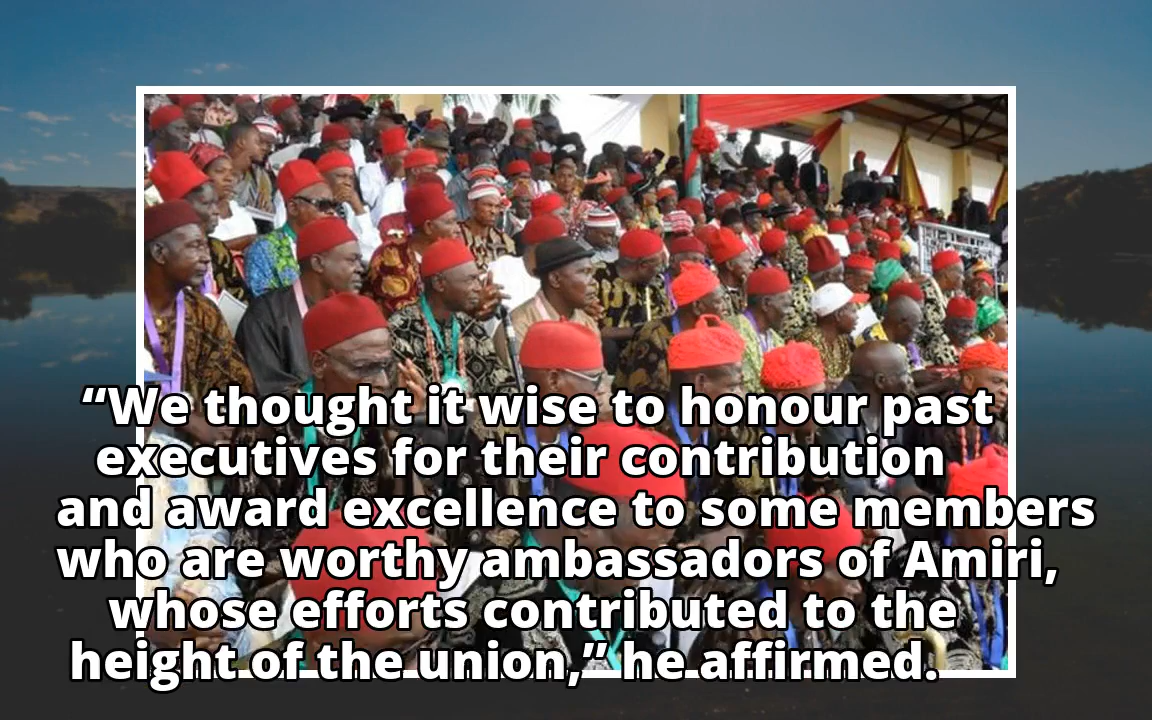 “We thought it wise to honour past
executives for their contribution
and award excellence to some members
who are worthy ambassadors of Amiri,
whose efforts contributed to the
height of the union,” he affirmed.